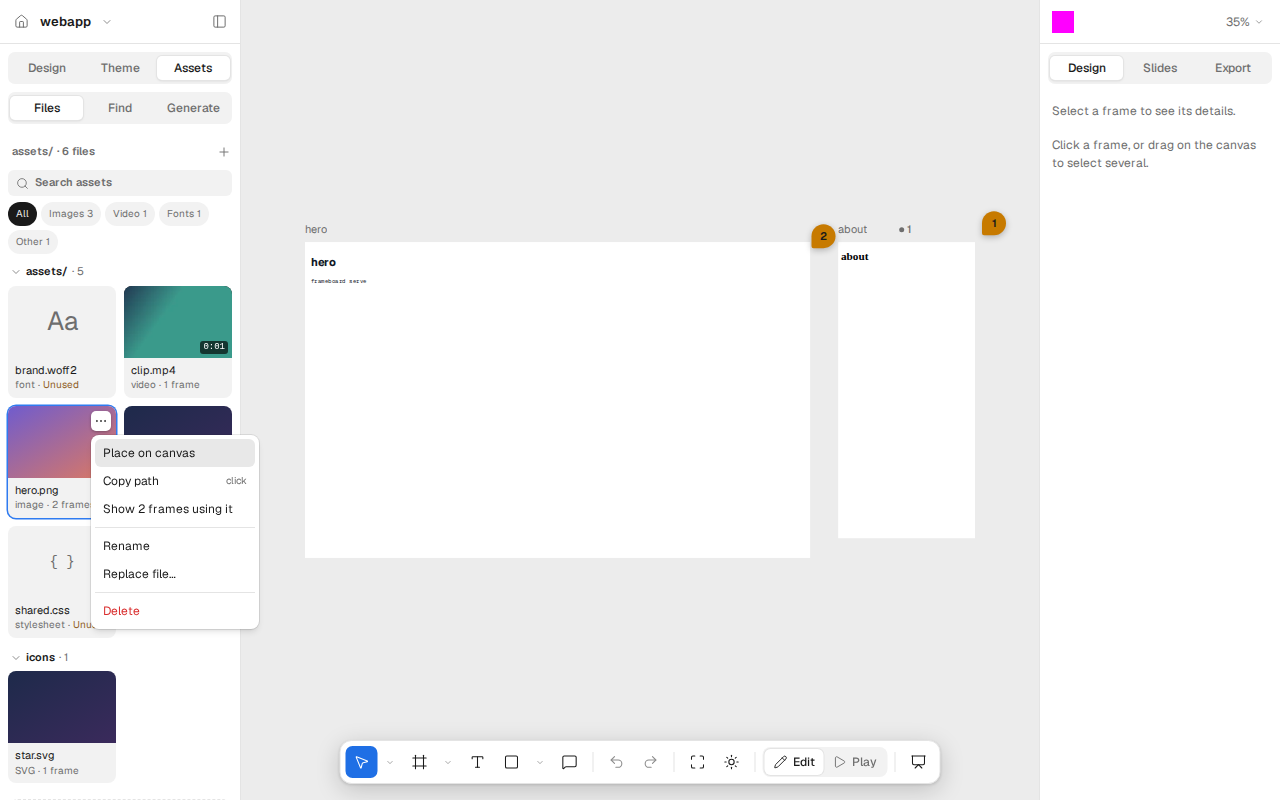 webapp
35%
Design Theme Assets
Files Find Generate
assets/ · 6 files
Search assets
All Images 3 Video 1 Fonts 1
Other 1
assets/ · 5
Aa
0:01
brand.woff2
font · Unused
clip.mp4
video · 1 frame
hero.png
image · 2 frames
Place on canvas
Copy path click
Show 2 frames using it
Rename
Replace file…
Delete
{ }
shared.css
stylesheet · Unu
icons · 1
star.svg
SVG · 1 frame
hero
2
about 1
1
hero
frameboard serve
about
Edit Play
Design Slides Export
Select a frame to see its details.
Click a frame, or drag on the canvas
to select several.